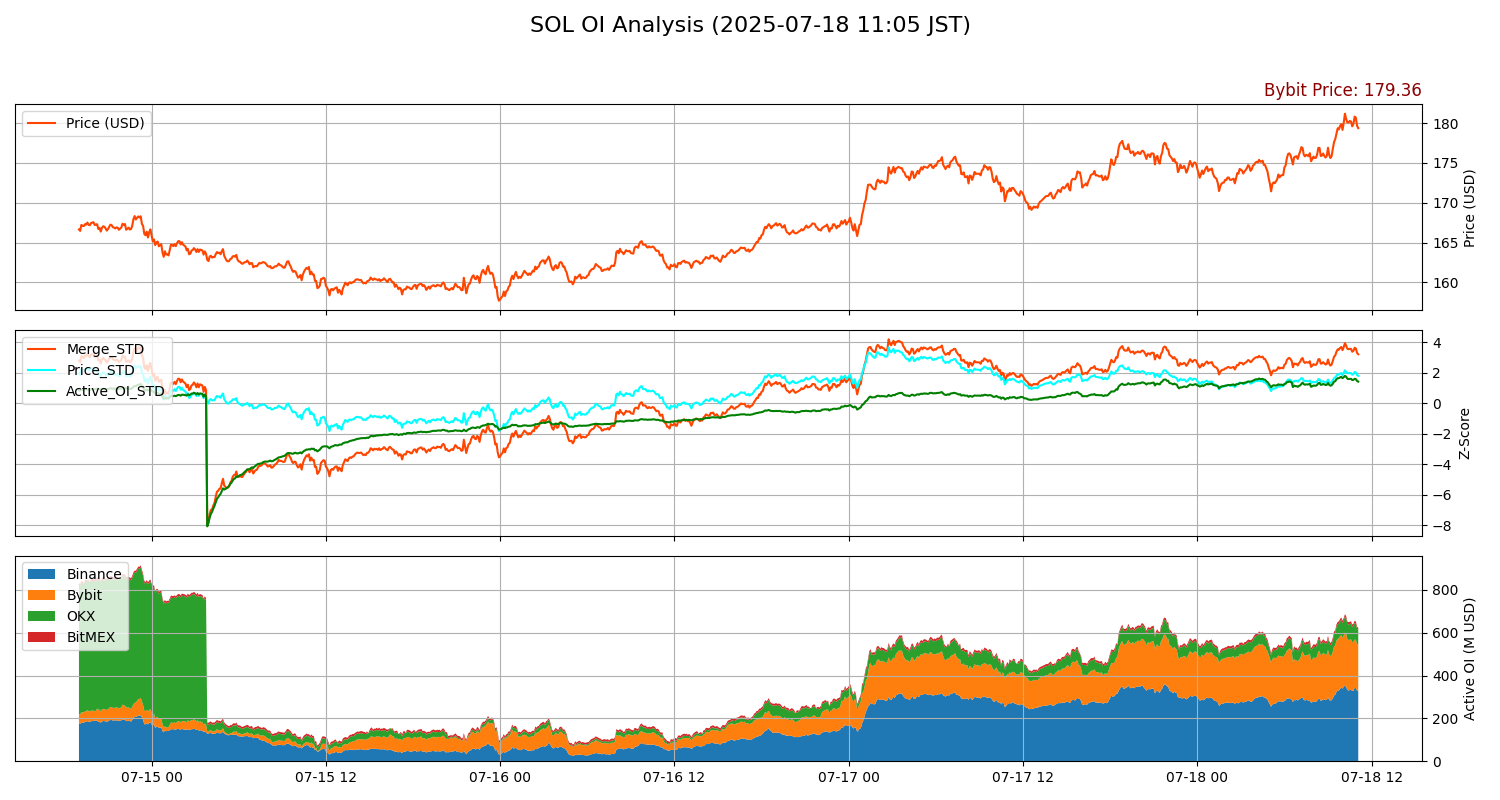 SOL OI Analysis (2025-07-18 11:05 JST)
Bybit Price: 179.36
Price (USD)
180
175
170
165
160
Price (USD)
Merge_STD
Price_STD
Active_OI_STD
4
2
0
−2
−4
−6
−8
Z-Score
Binance
Bybit
OKX
BitMEX
800
600
400
200
0
Active OI (M USD)
07-15 00
07-15 12
07-16 00
07-16 12
07-17 00
07-17 12
07-18 00
07-18 12